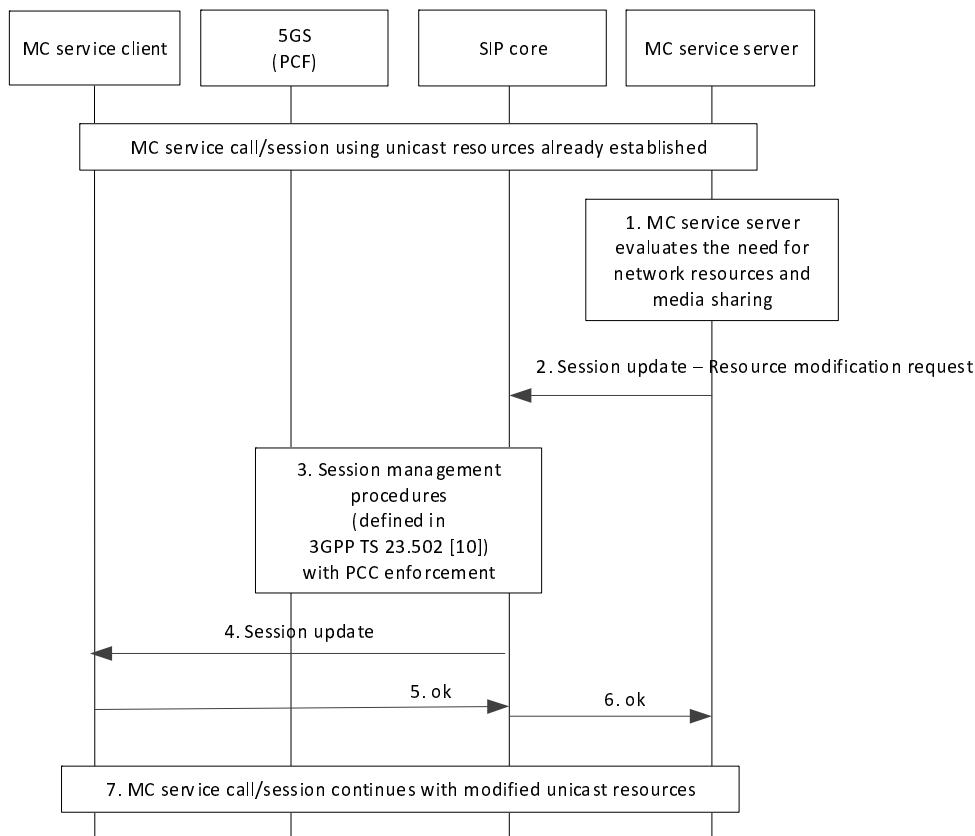 MC service client
5GS
(PCF)
SIP core
MC service server
MC service call/session using unicast resources already established
1. MC service server
evaluates the need for
network resources and
media sharing
2. Session update – Resource modification request
3. Session management
procedures
(defined in
3GPP TS 23.502 [10])
with PCC enforcement
4. Session update
5. ok
6. ok
7. MC service call/session continues with modified unicast resources